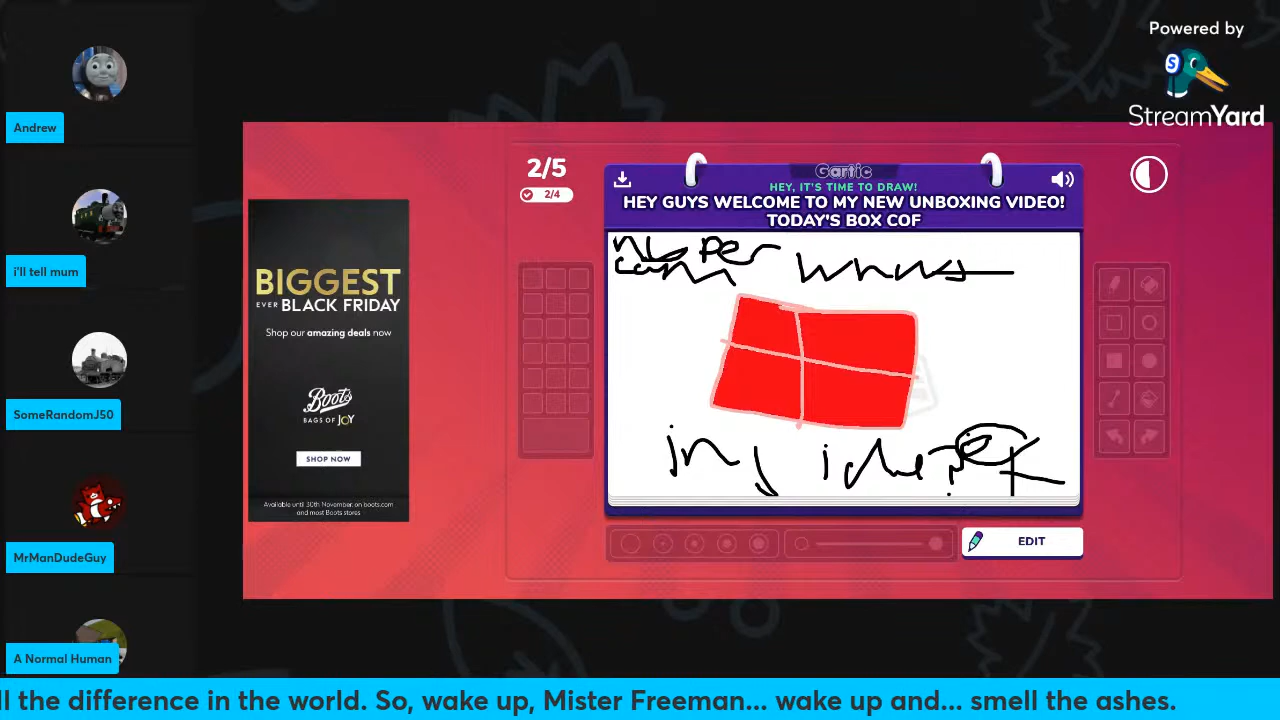 Powered by
StreamYard
Andrew
i'll tell mum
SomeRandomJ50
MrManDudeGuy
A Normal Human
BIGGEST
EVER BLACK FRIDAY
Shop our amazing deals now
Boots
BAGS OF JOY
SHOP NOW
Available until 30th November, on boots.com
and most Boots stores
2/5
2/4
Gartic
HEY, IT'S TIME TO DRAW!
HEY GUYS WELCOME TO MY NEW UNBOXING VIDEO!
TODAY'S BOX COF
EDIT
ll the difference in the world. So, wake up, Mister Freeman... wake up and... smell the ashes.